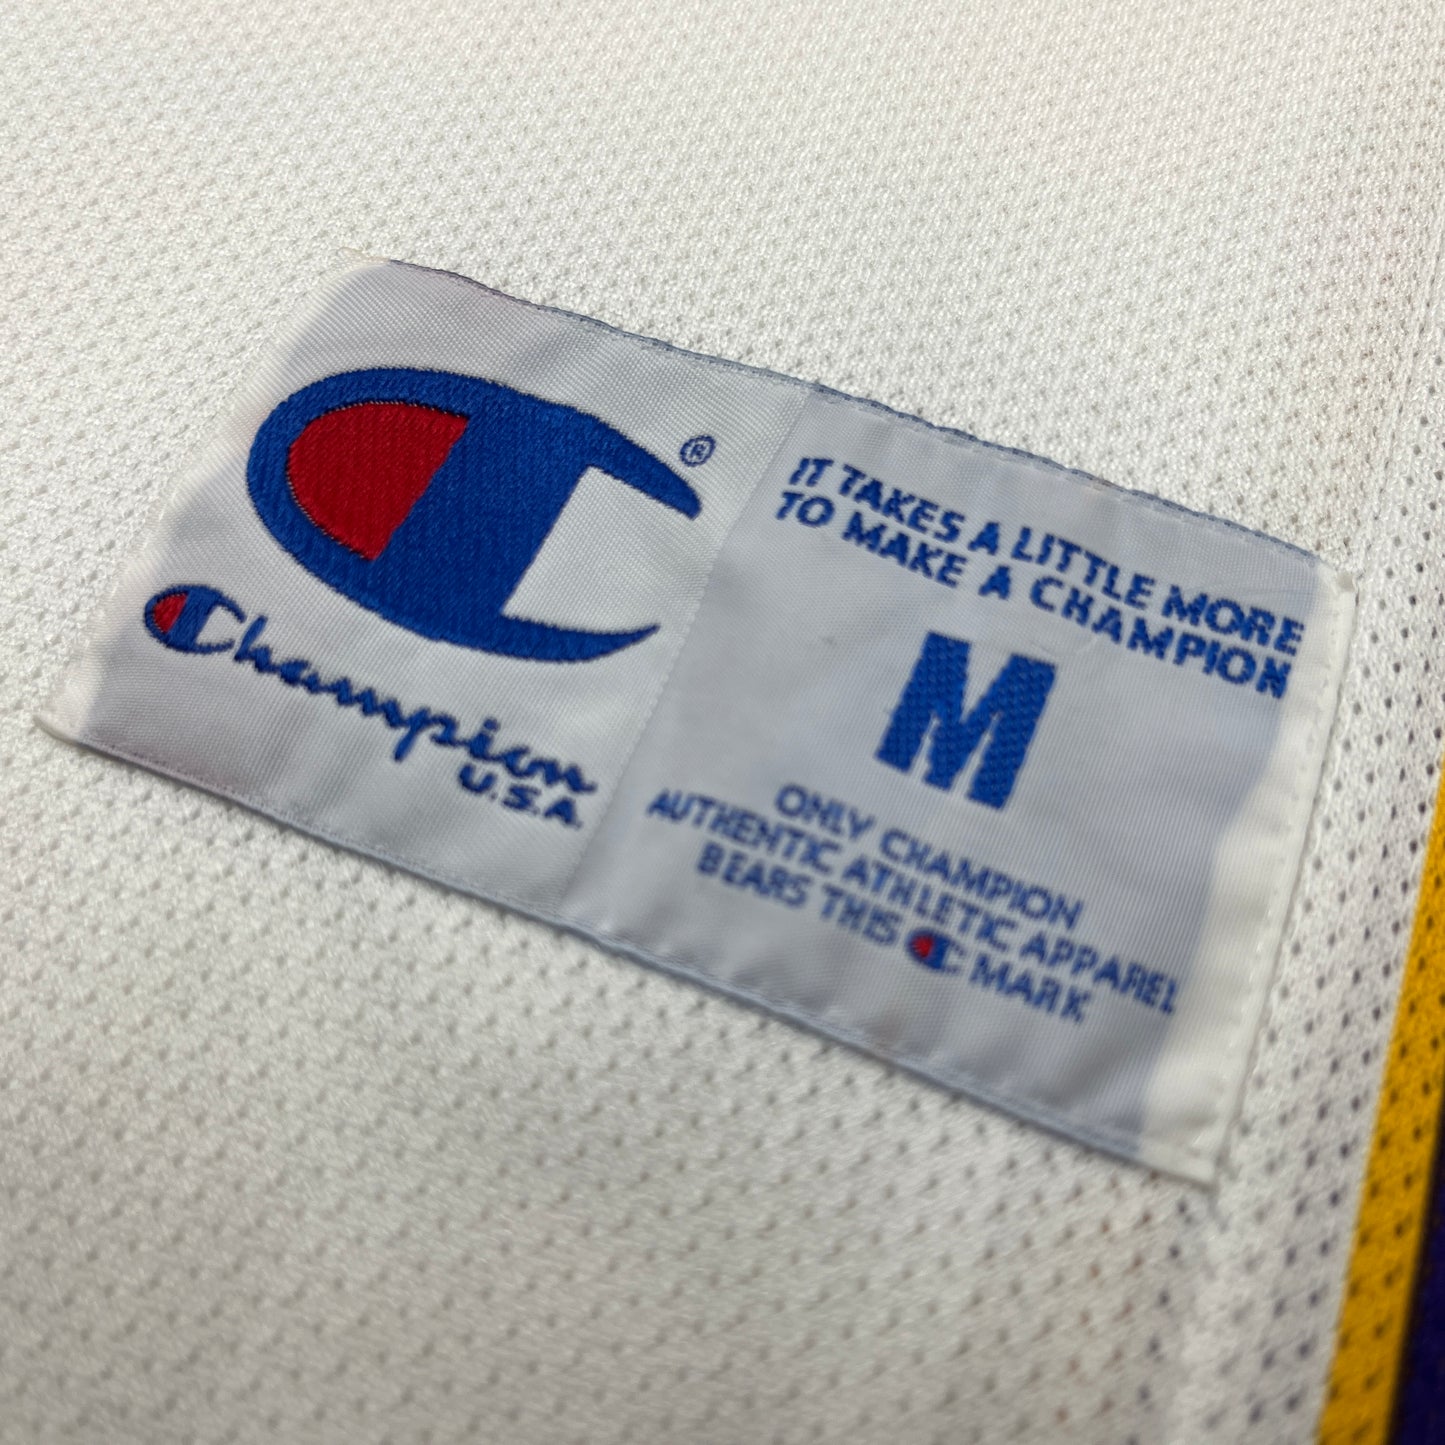 ®
Champion
U.S.A.
IT TAKES A LITTLE MORE
TO MAKE A CHAMPION
M
ONLY CHAMPION
AUTHENTIC ATHLETIC APPAREL
BEARS THIS C MARK